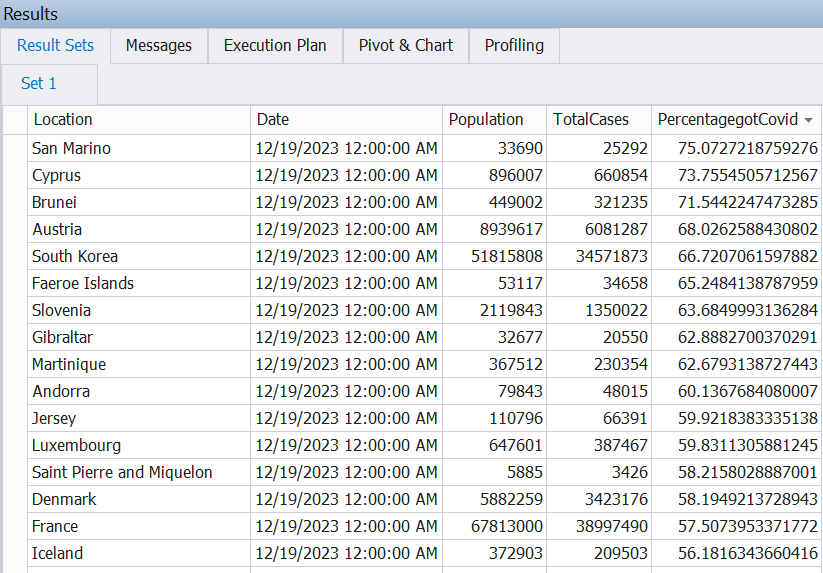 Results
Result Sets Messages Execution Plan Pivot & Chart Profiling
Set 1
Location Date Population TotalCases PercentagegotCovid
San Marino 12/19/2023 12:00:00 AM 33690 25292 75.0727218759276
Cyprus 12/19/2023 12:00:00 AM 896007 660854 73.7554505712567
Brunei 12/19/2023 12:00:00 AM 449002 321235 71.5442247473285
Austria 12/19/2023 12:00:00 AM 8939617 6081287 68.0262588430802
South Korea 12/19/2023 12:00:00 AM 51815808 34571873 66.7207061597882
Faeroe Islands 12/19/2023 12:00:00 AM 53117 34658 65.2484138787959
Slovenia 12/19/2023 12:00:00 AM 2119843 1350022 63.6849993136284
Gibraltar 12/19/2023 12:00:00 AM 32677 20550 62.8882700370291
Martinique 12/19/2023 12:00:00 AM 367512 230354 62.6793138727443
Andorra 12/19/2023 12:00:00 AM 79843 48015 60.1367684080007
Jersey 12/19/2023 12:00:00 AM 110796 66391 59.9218383335138
Luxembourg 12/19/2023 12:00:00 AM 647601 387467 59.8311305881245
Saint Pierre and Miquelon 12/19/2023 12:00:00 AM 5885 3426 58.2158028887001
Denmark 12/19/2023 12:00:00 AM 5882259 3423176 58.1949213728943
France 12/19/2023 12:00:00 AM 67813000 38997490 57.5073953371772
Iceland 12/19/2023 12:00:00 AM 372903 209503 56.1816343660416